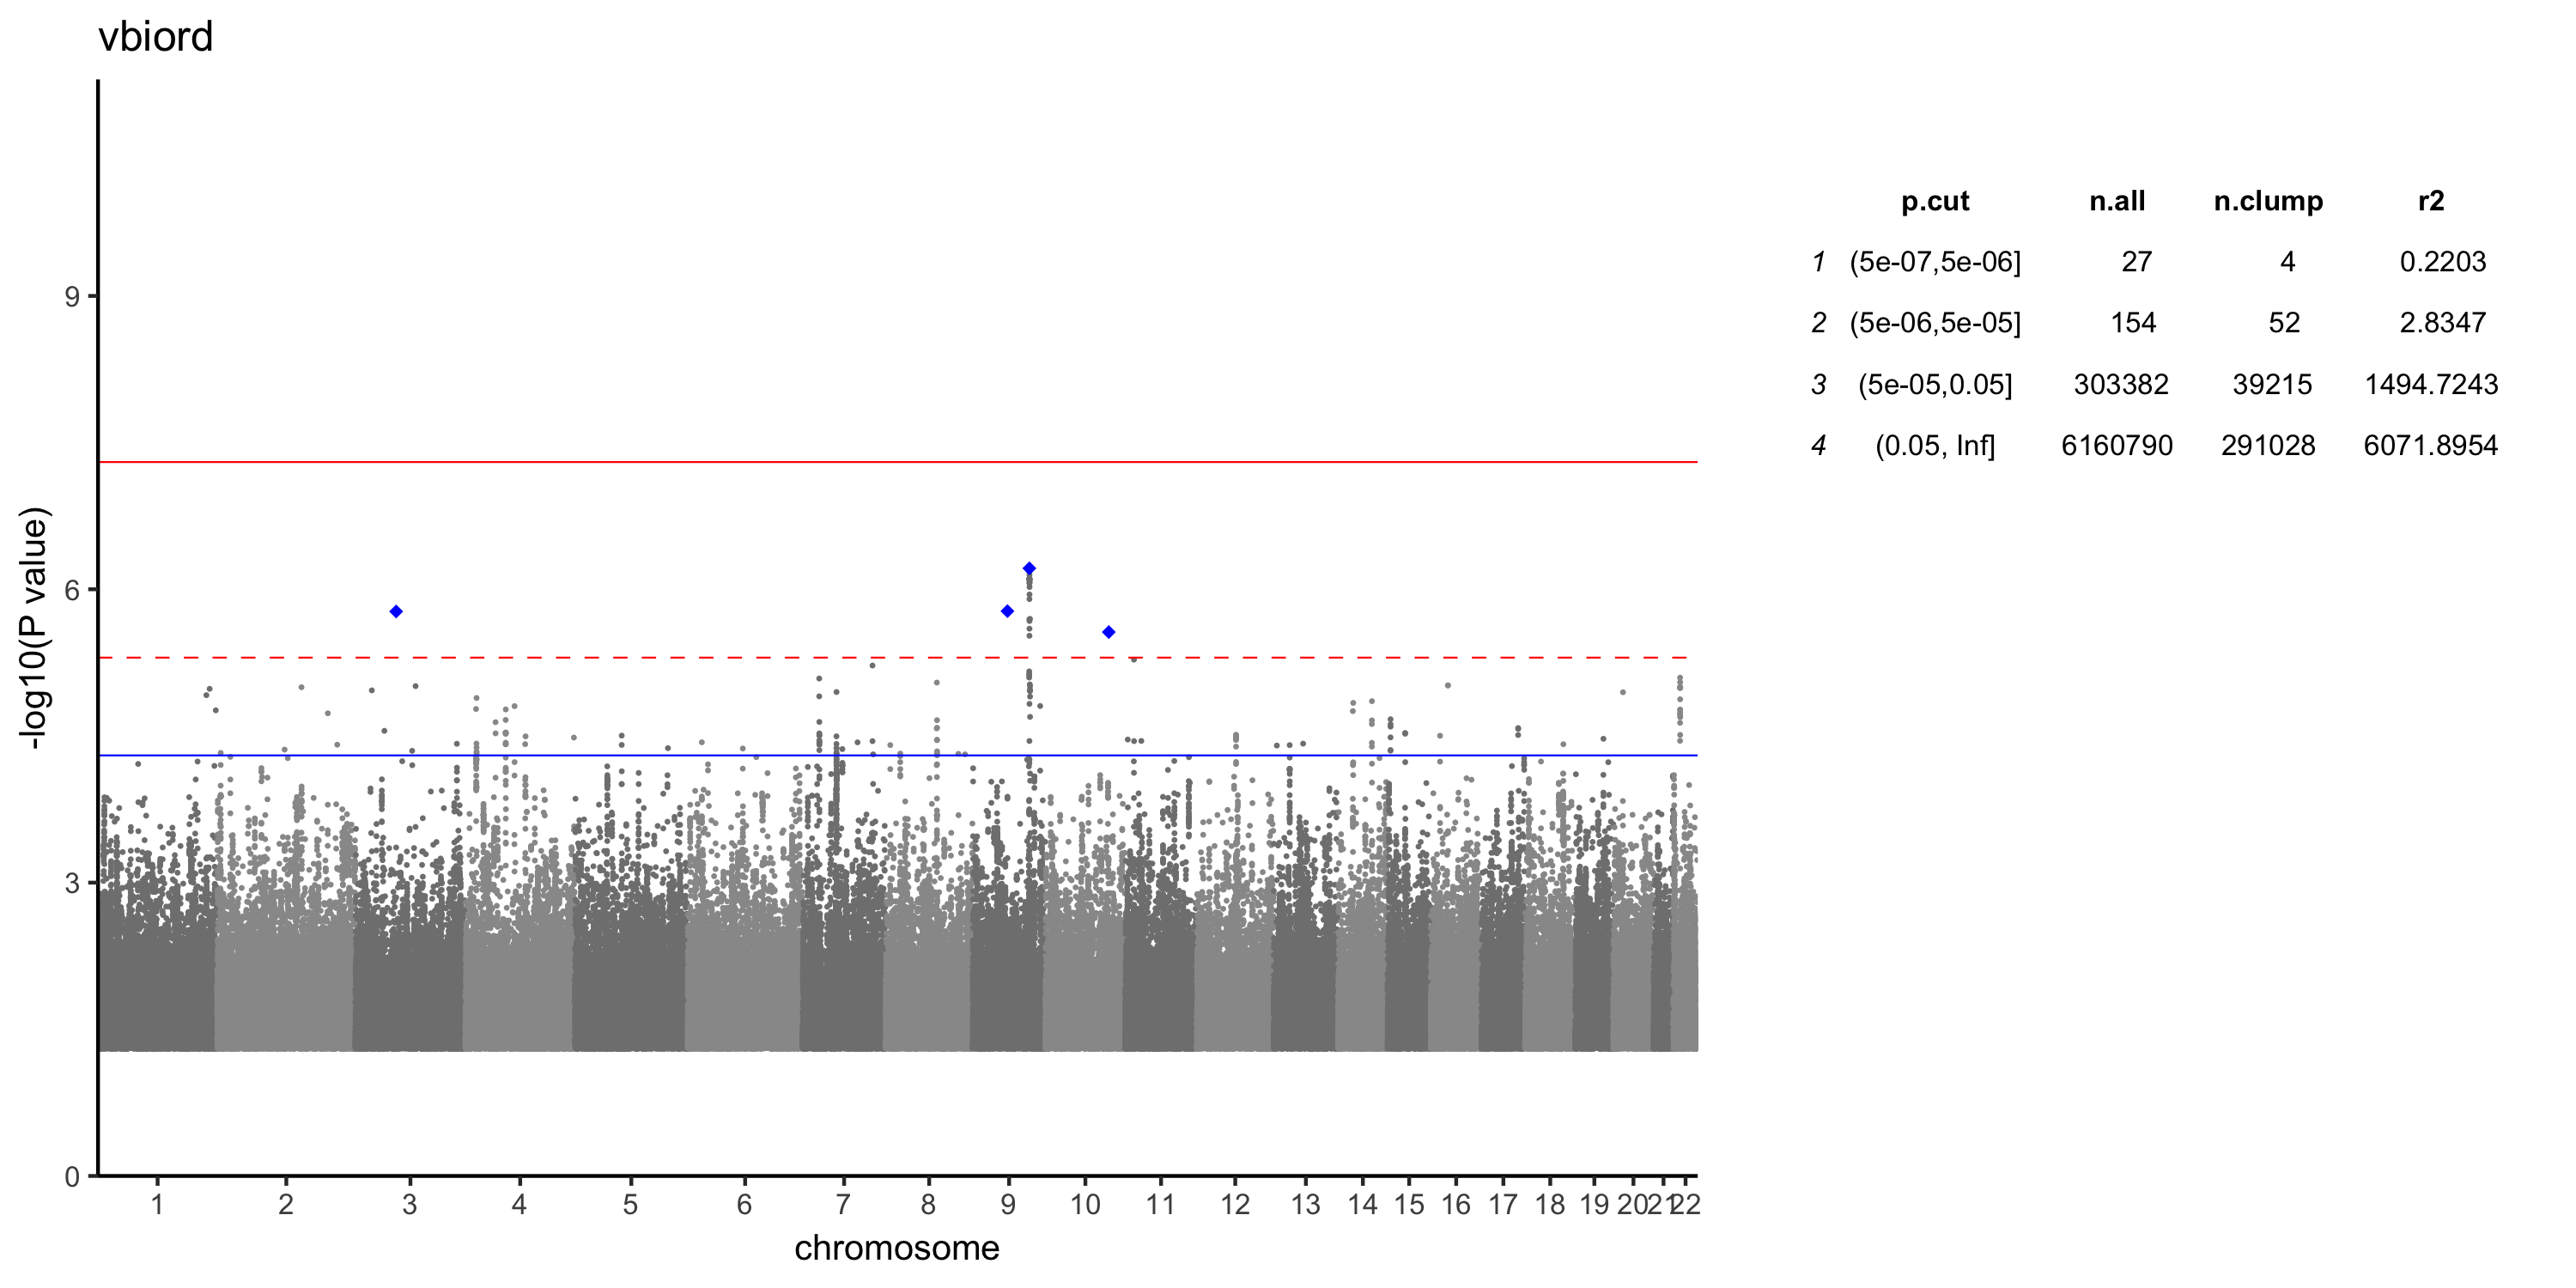 vbiord
-log10(P value)
9
6
3
0
1 2 3 4 5 6 7 8 9 10 11 12 13 14 15 16 17 18 19 20 21 22
chromosome
p.cut n.all n.clump r2
1 (5e-07,5e-06] 27 4 0.2203
2 (5e-06,5e-05] 154 52 2.8347
3 (5e-05,0.05] 303382 39215 1494.7243
4 (0.05, Inf] 6160790 291028 6071.8954